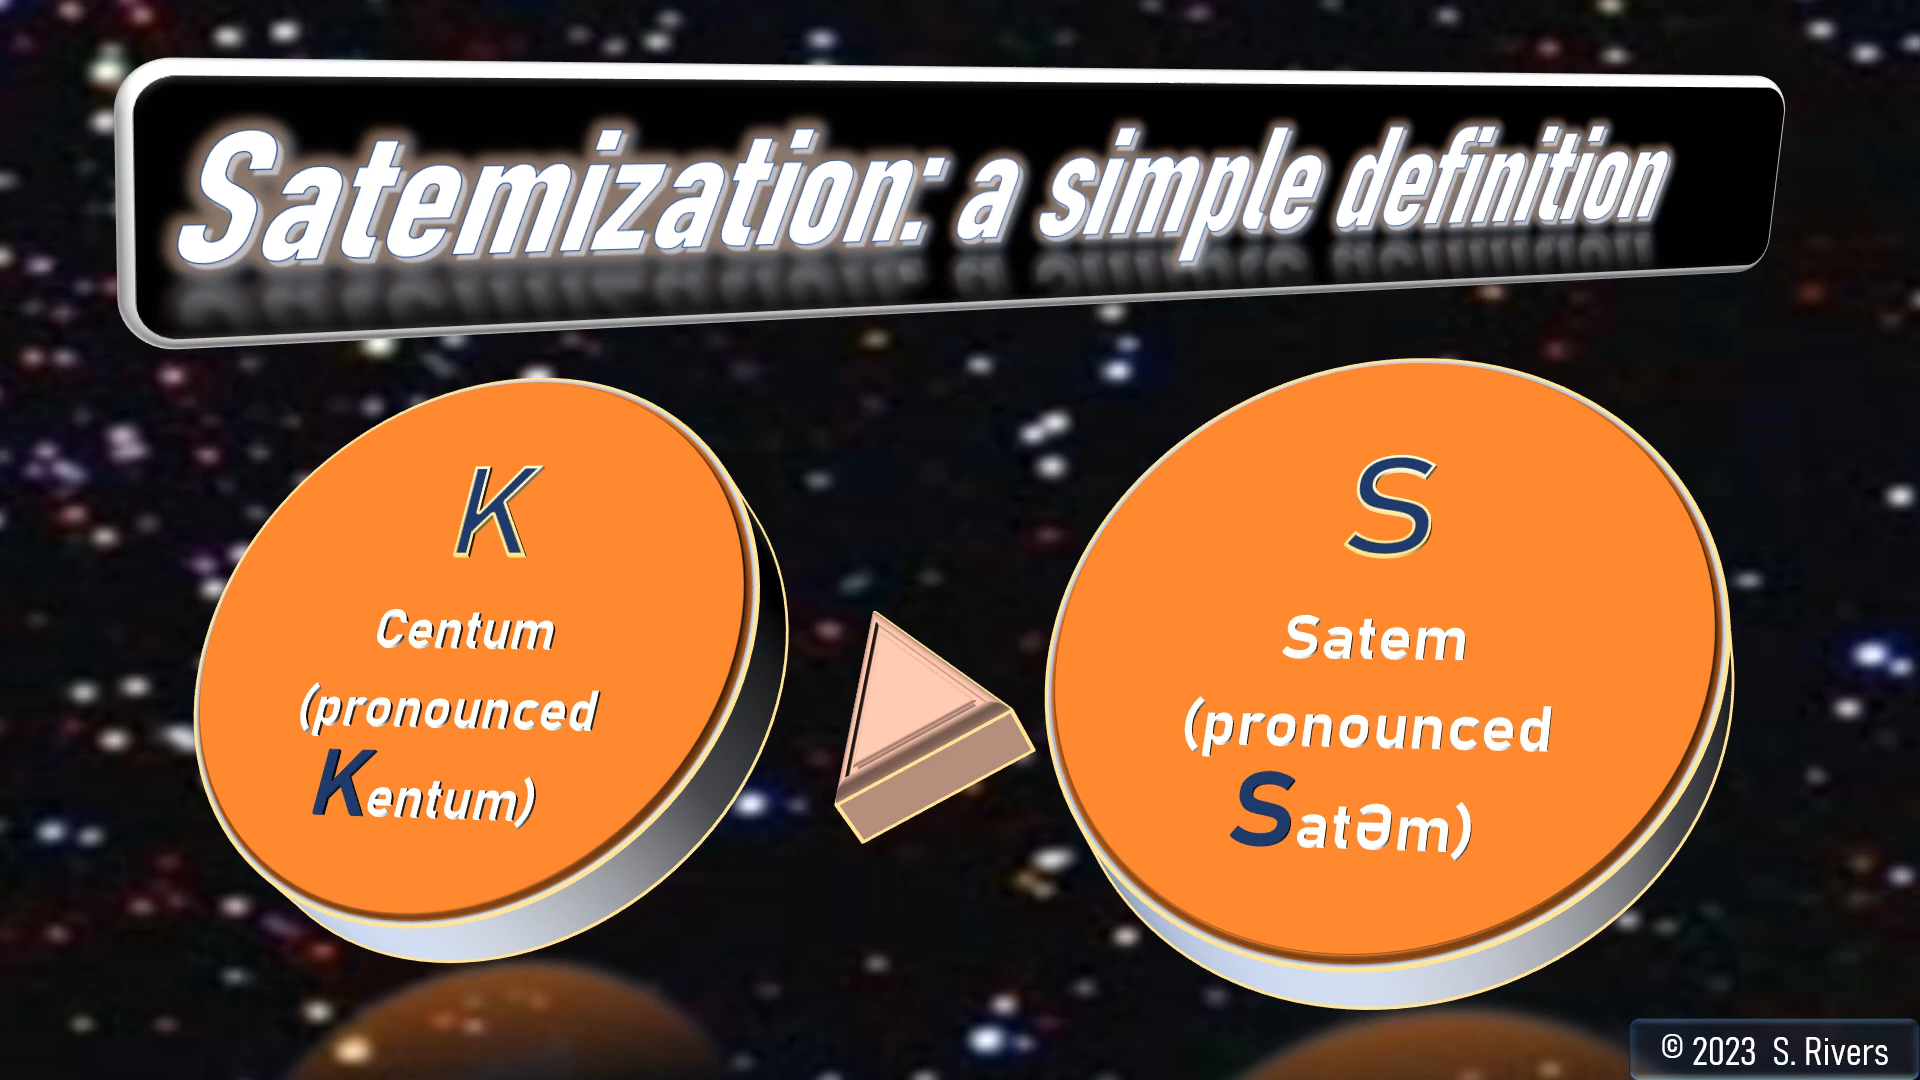 Satemization: a simple definition
K
Centum
(pronounced
Kentum)
S
Satem
(pronounced
Satəm)
© 2023 S. Rivers